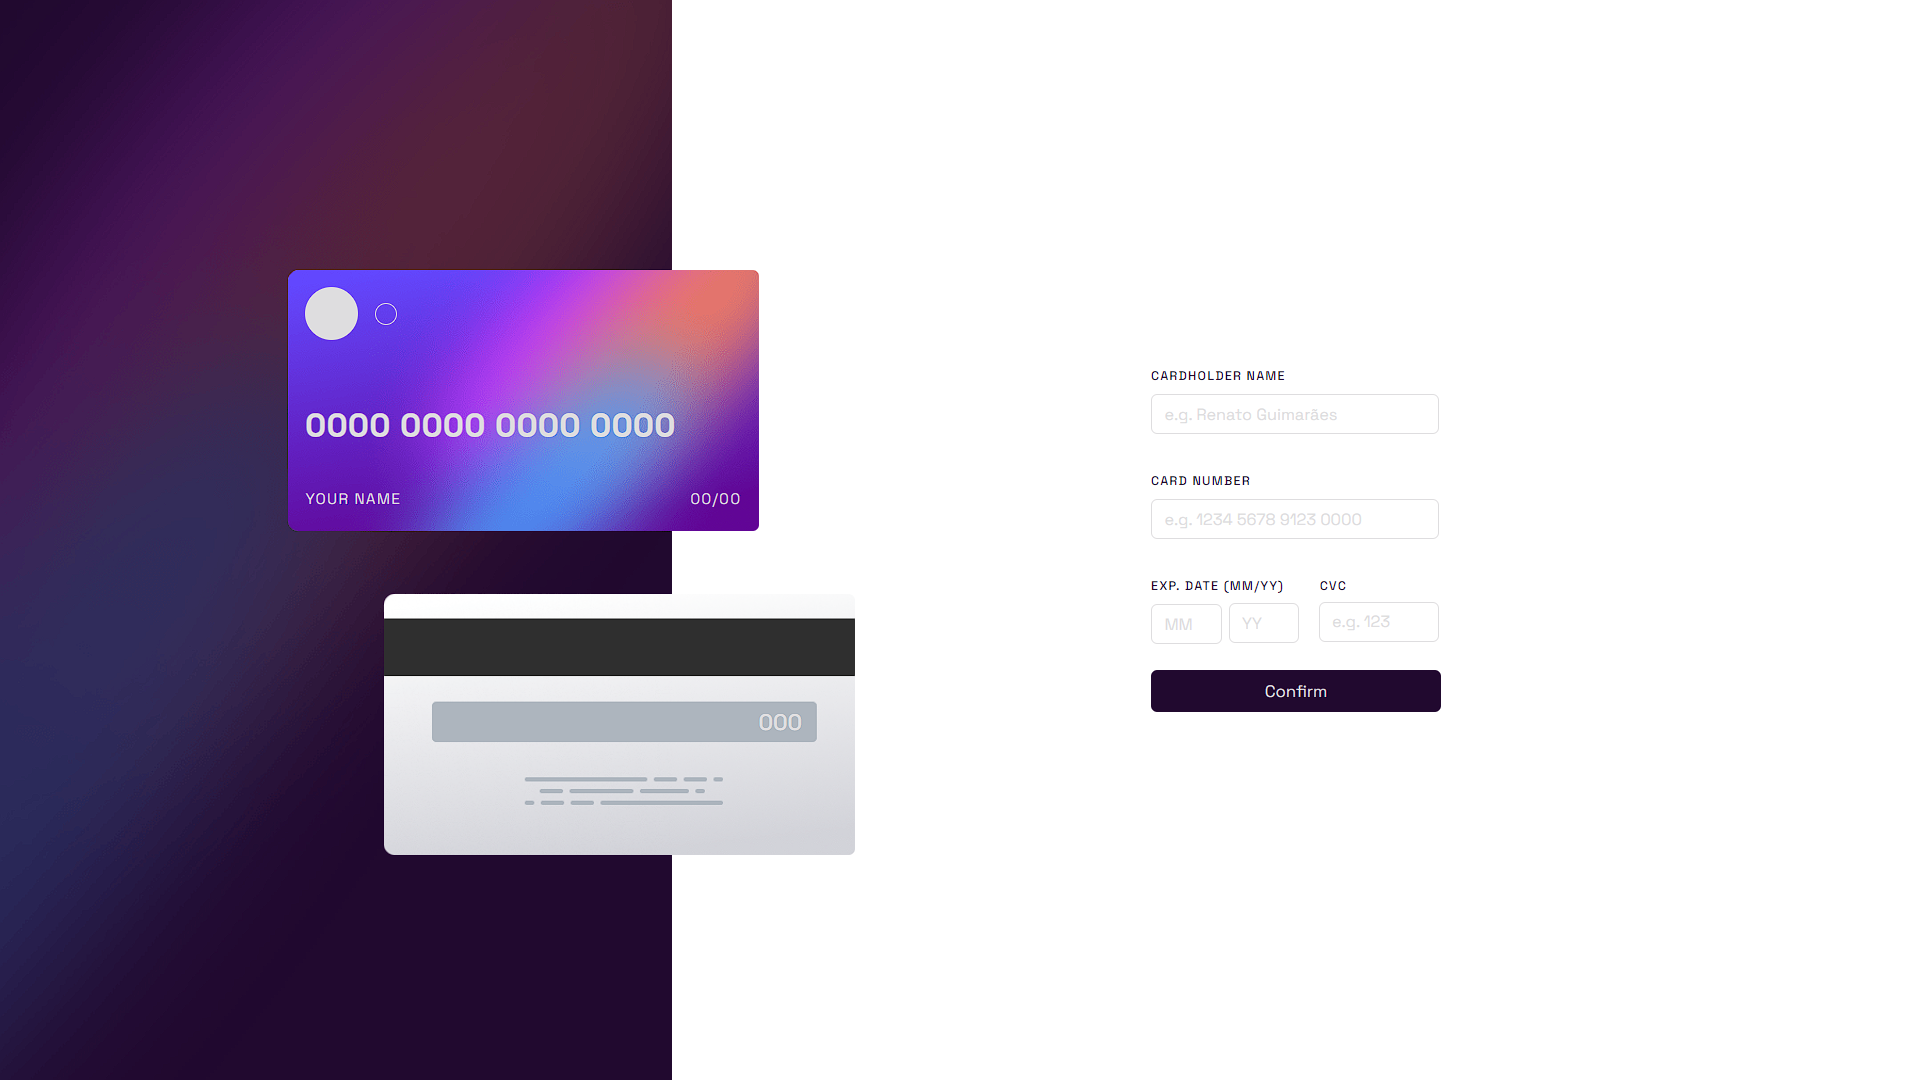 0000 0000 0000 0000
YOUR NAME 00/00
000
CARDHOLDER NAME
e.g. Renato Guimarães
CARD NUMBER
e.g. 1234 5678 9123 0000
EXP. DATE (MM/YY) CVC
MM YY e.g. 123
Confirm